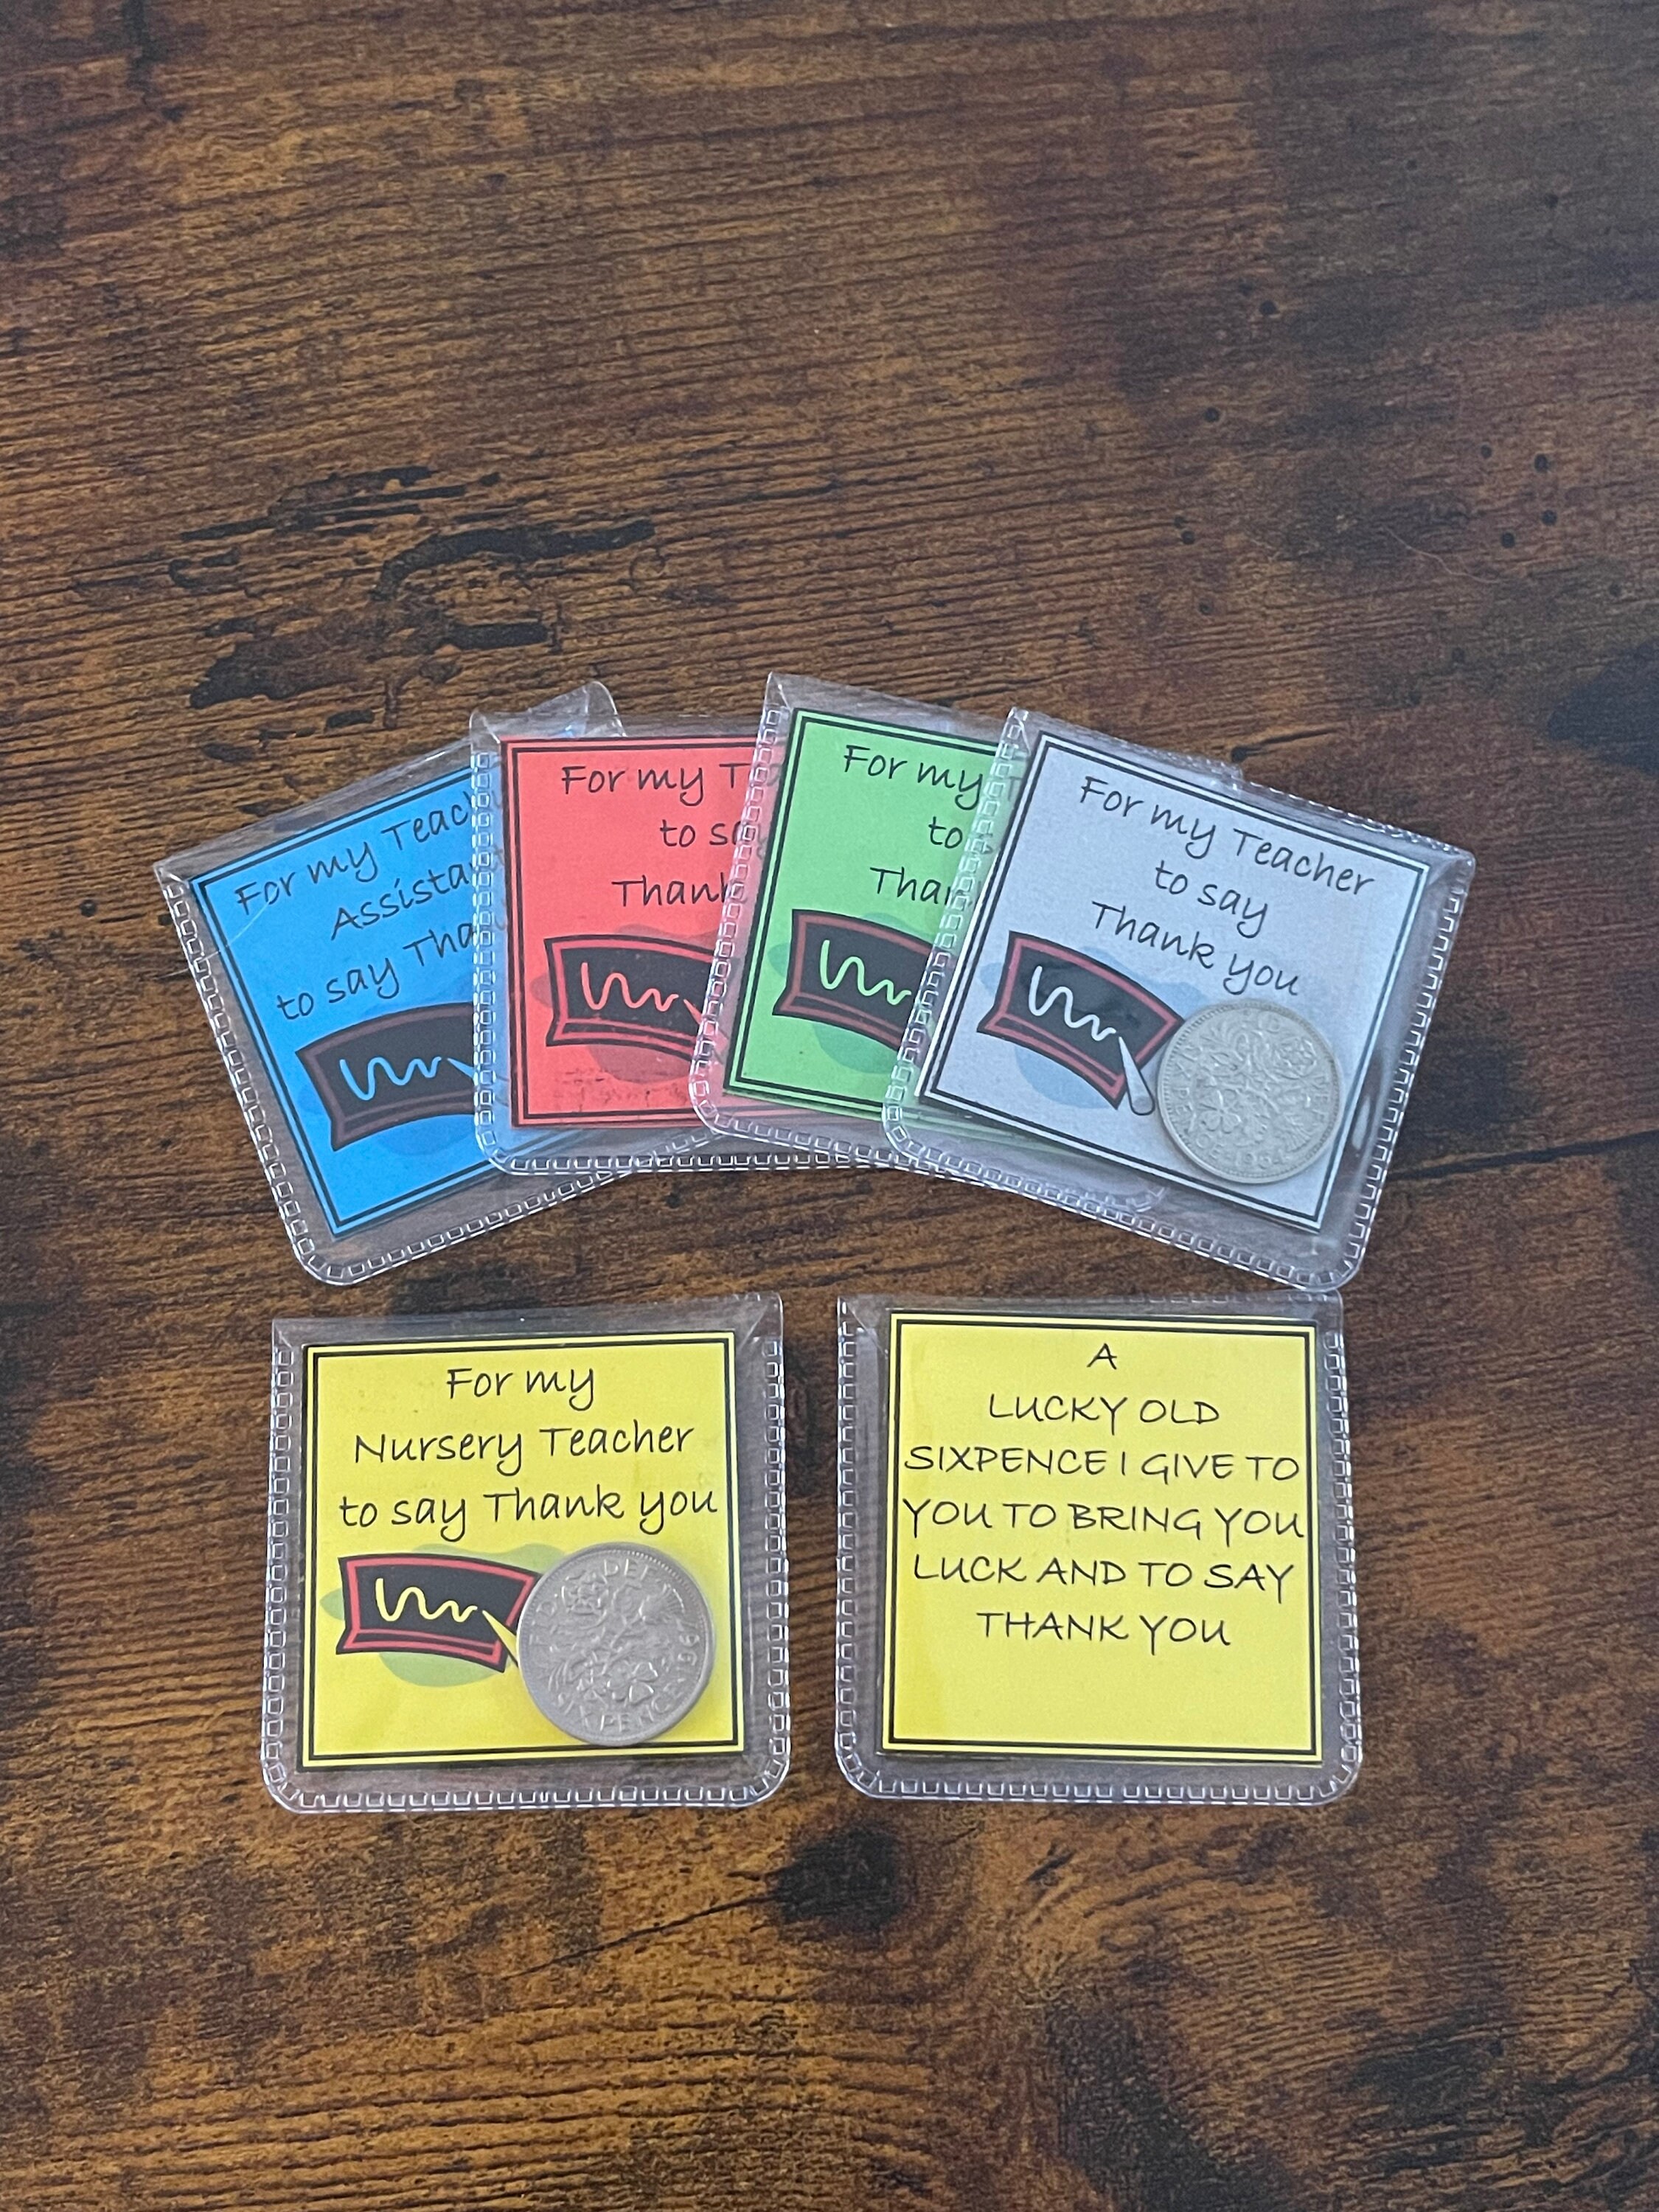 For my Teac
Assista
to say Tha
For my T
to s
Thank
For my
to
Than
For my Teacher
to say
Thank you
For my
Nursery Teacher
to say Thank you
SIXPENCE
A
LUCKY OLD
SIXPENCE I GIVE TO
YOU TO BRING YOU
LUCK AND TO SAY
THANK YOU